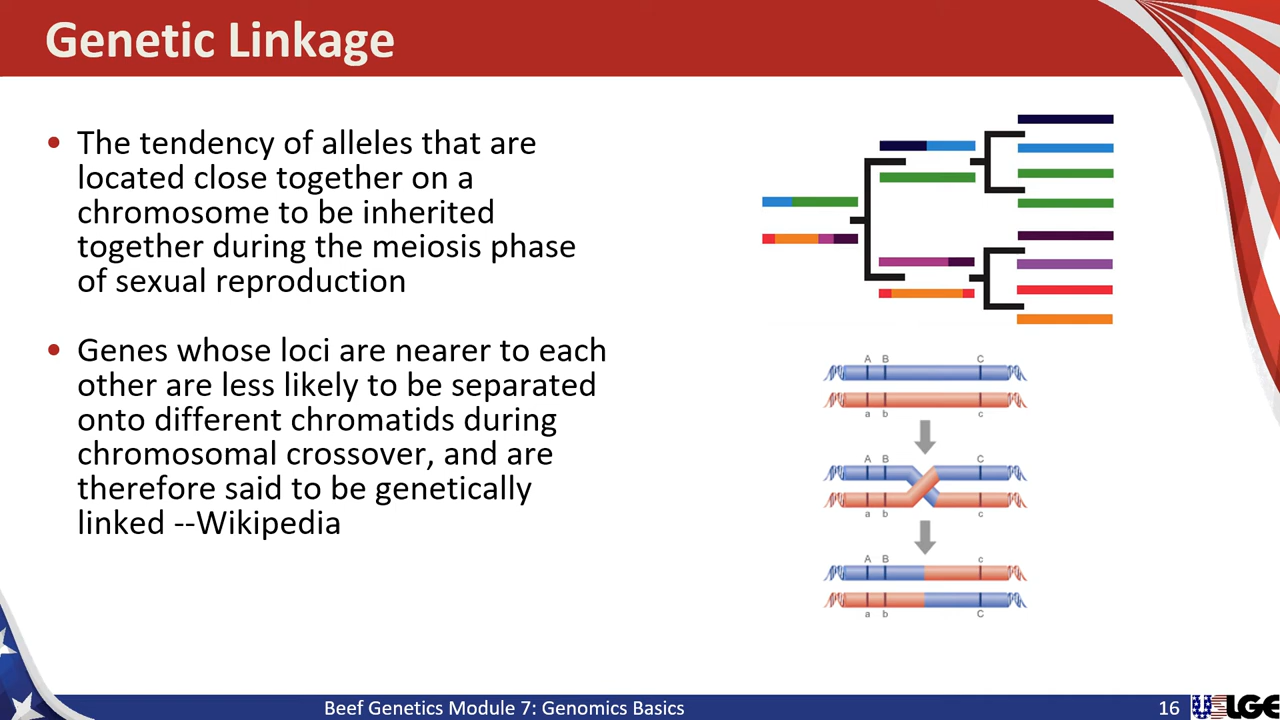 Genetic Linkage
• The tendency of alleles that are
located close together on a
chromosome to be inherited
together during the meiosis phase
of sexual reproduction
• Genes whose loci are nearer to each
other are less likely to be separated
onto different chromatids during
chromosomal crossover, and are
therefore said to be genetically
linked --Wikipedia
A B C
a b c
A B C
a b c
A B c
a b C
Beef Genetics Module 7: Genomics Basics
16
USLGE